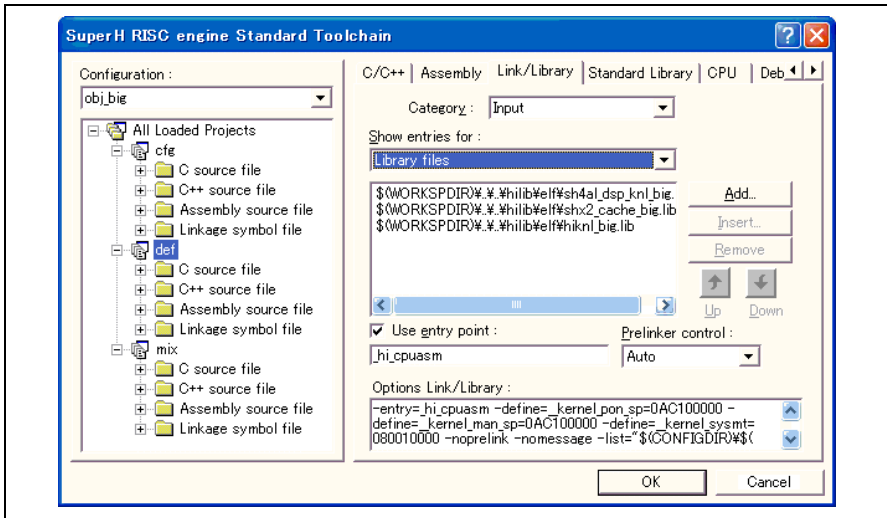 SuperH RISC engine Standard Toolchain
Configuration :
obj_big
All Loaded Projects
cfg
C source file
C++ source file
Assembly source file
Linkage symbol file
def
C source file
C++ source file
Assembly source file
Linkage symbol file
mix
C source file
C++ source file
Assembly source file
Linkage symbol file
C/C++ Assembly Link/Library Standard Library CPU Deb
Category : Input
Show entries for :
Library files
$(WORKSPDIR)¥..¥..¥hilib¥elf¥sh4al_dsp_knl_big.
$(WORKSPDIR)¥..¥..¥hilib¥elf¥shx2_cache_big.lib
$(WORKSPDIR)¥..¥..¥hilib¥elf¥hiknl_big.lib
Add...
Insert...
Remove
Up Down
Use entry point :
_hi_cpuasm
Prelinker control :
Auto
Options Link/Library :
-entry=_hi_cpuasm -define=__kernel_pon_sp=0AC100000 -
define=__kernel_man_sp=0AC100000 -define=__kernel_sysmt=
080010000 -noprelink -nomessage -list="$(CONFIGDIR)¥$(
OK Cancel